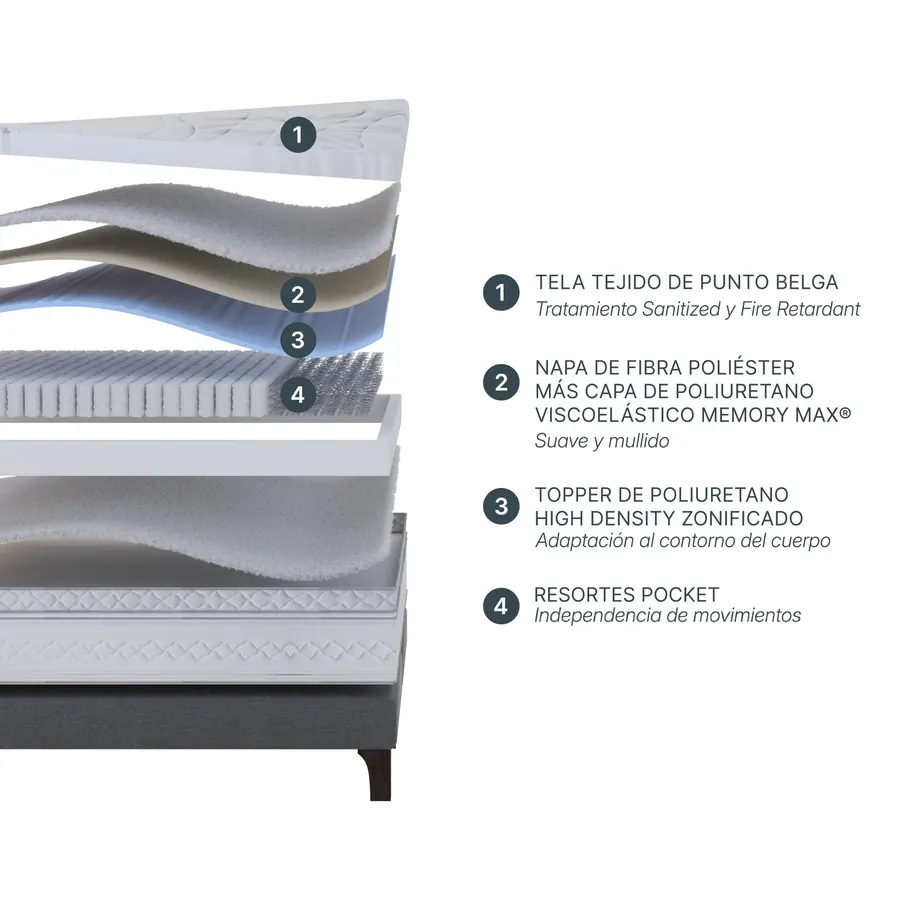 1
2
3
4
1
TELA TEJIDO DE PUNTO BELGA
Tratamiento Sanitized y Fire Retardant
2
NAPA DE FIBRA POLIÉSTER
MÁS CAPA DE POLIURETANO
VISCOELÁSTICO MEMORY MAX®
Suave y mullido
3
TOPPER DE POLIURETANO
HIGH DENSITY ZONIFICADO
Adaptación al contorno del cuerpo
4
RESORTES POCKET
Independencia de movimientos